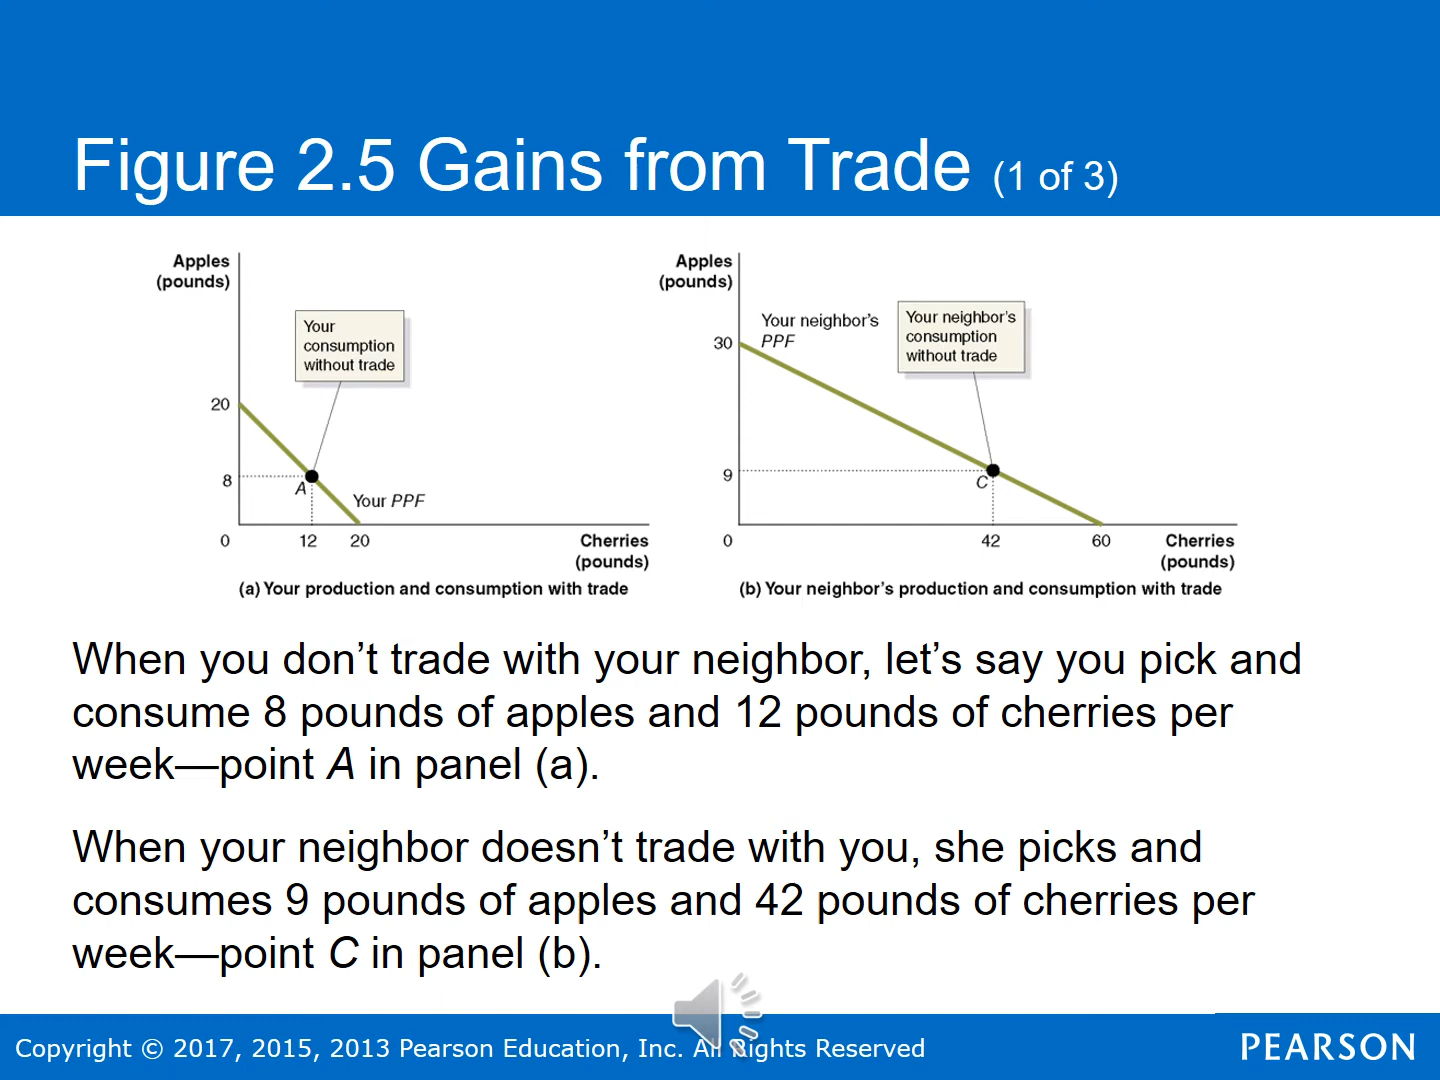 Figure 2.5 Gains from Trade (1 of 3)
Apples
(pounds)
Your
consumption
without trade
20
8
A
Your PPF
0
12
20
Cherries
(pounds)
(a) Your production and consumption with trade
Apples
(pounds)
Your neighbor's
PPF
Your neighbor's
consumption
without trade
30
9
C
0
42
60
Cherries
(pounds)
(b) Your neighbor's production and consumption with trade
When you don’t trade with your neighbor, let’s say you pick and
consume 8 pounds of apples and 12 pounds of cherries per
week—point A in panel (a).
When your neighbor doesn’t trade with you, she picks and
consumes 9 pounds of apples and 42 pounds of cherries per
week—point C in panel (b).
Copyright © 2017, 2015, 2013 Pearson Education, Inc. All Rights Reserved
PEARSON